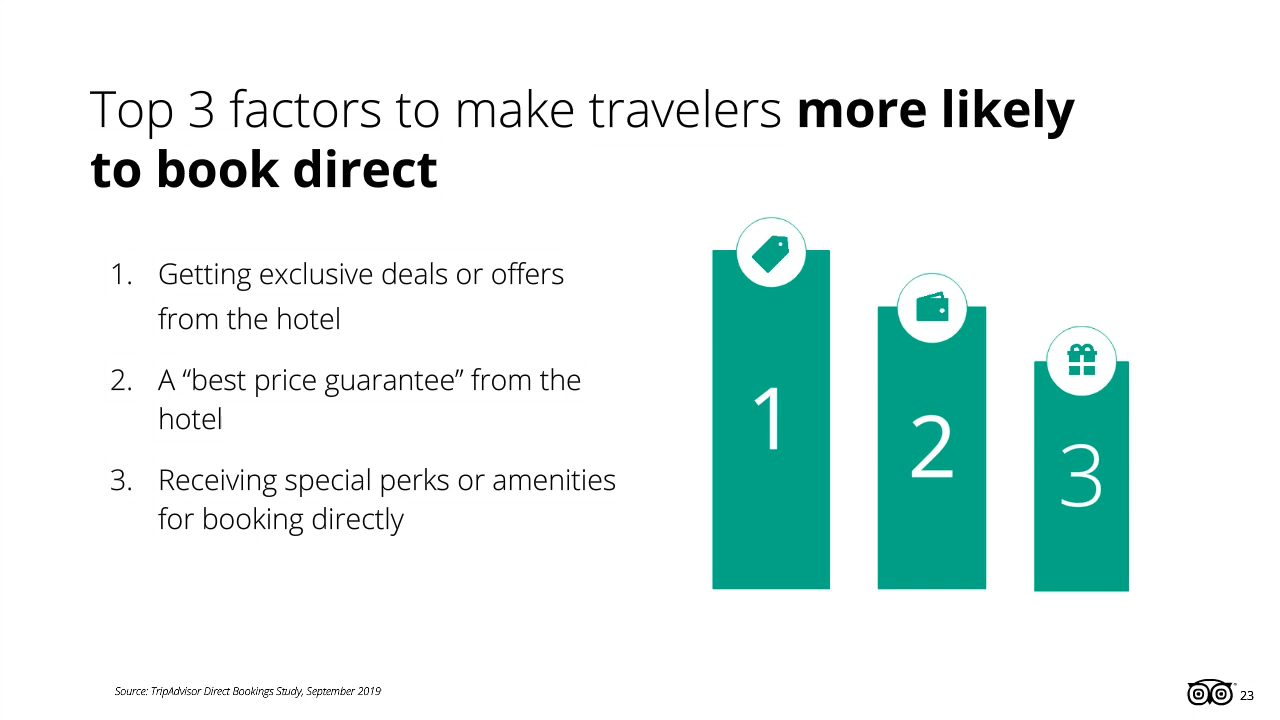 Top 3 factors to make travelers more likely
to book direct
1. Getting exclusive deals or offers
from the hotel
2. A “best price guarantee” from the
hotel
3. Receiving special perks or amenities
for booking directly
1
2
3
Source: TripAdvisor Direct Bookings Study, September 2019
23